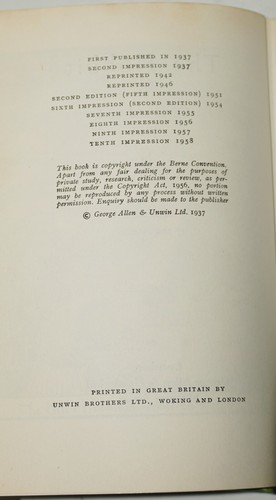 FIRST PUBLISHED IN 1937
SECOND IMPRESSION 1937
REPRINTED 1942
REPRINTED 1946
SECOND EDITION (FIFTH IMPRESSION) 1951
SIXTH IMPRESSION (SECOND EDITION) 1954
SEVENTH IMPRESSION 1955
EIGHTH IMPRESSION 1956
NINTH IMPRESSION 1957
TENTH IMPRESSION 1958
This book is copyright under the Berne Convention.
Apart from any fair dealing for the purposes of
private study, research, criticism or review, as per-
mitted under the Copyright Act, 1956, no portion
may be reproduced by any process without written
permission. Enquiry should be made to the publisher
© George Allen & Unwin Ltd. 1937
PRINTED IN GREAT BRITAIN BY
UNWIN BROTHERS LTD., WOKING AND LONDON